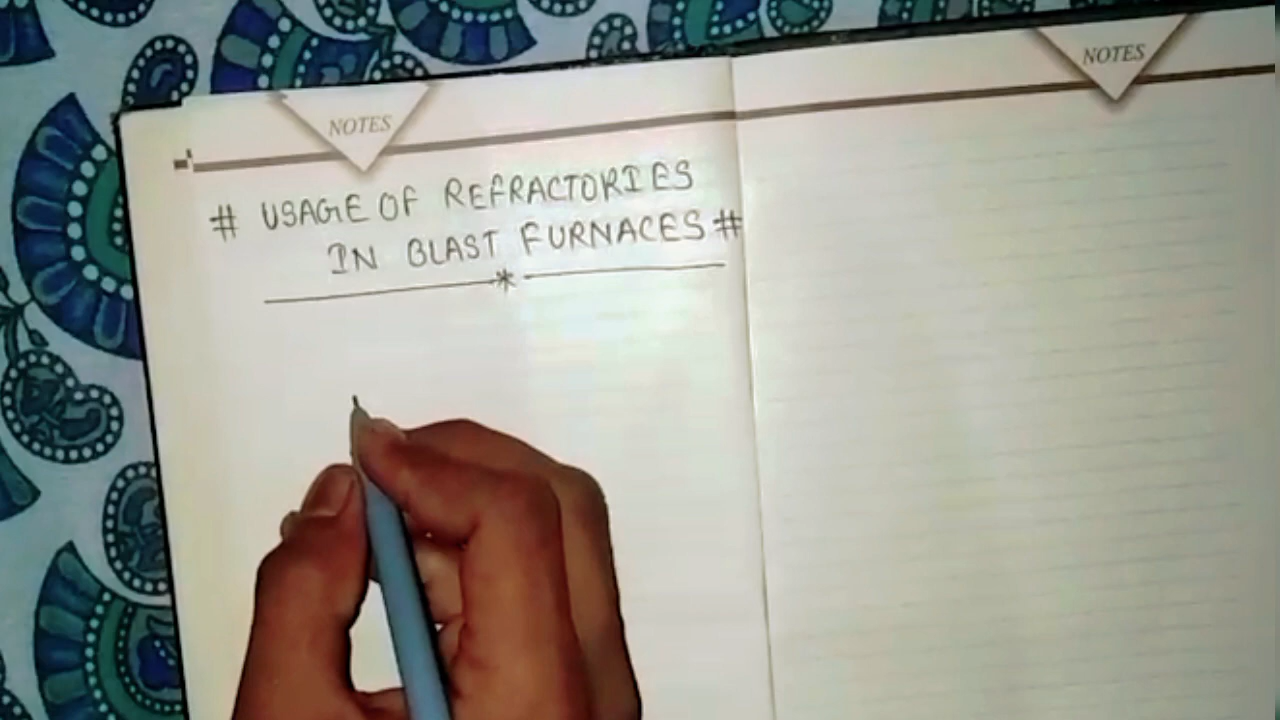 NOTES
NOTES
# USAGE OF REFRACTORIES
IN BLAST FURNACES #